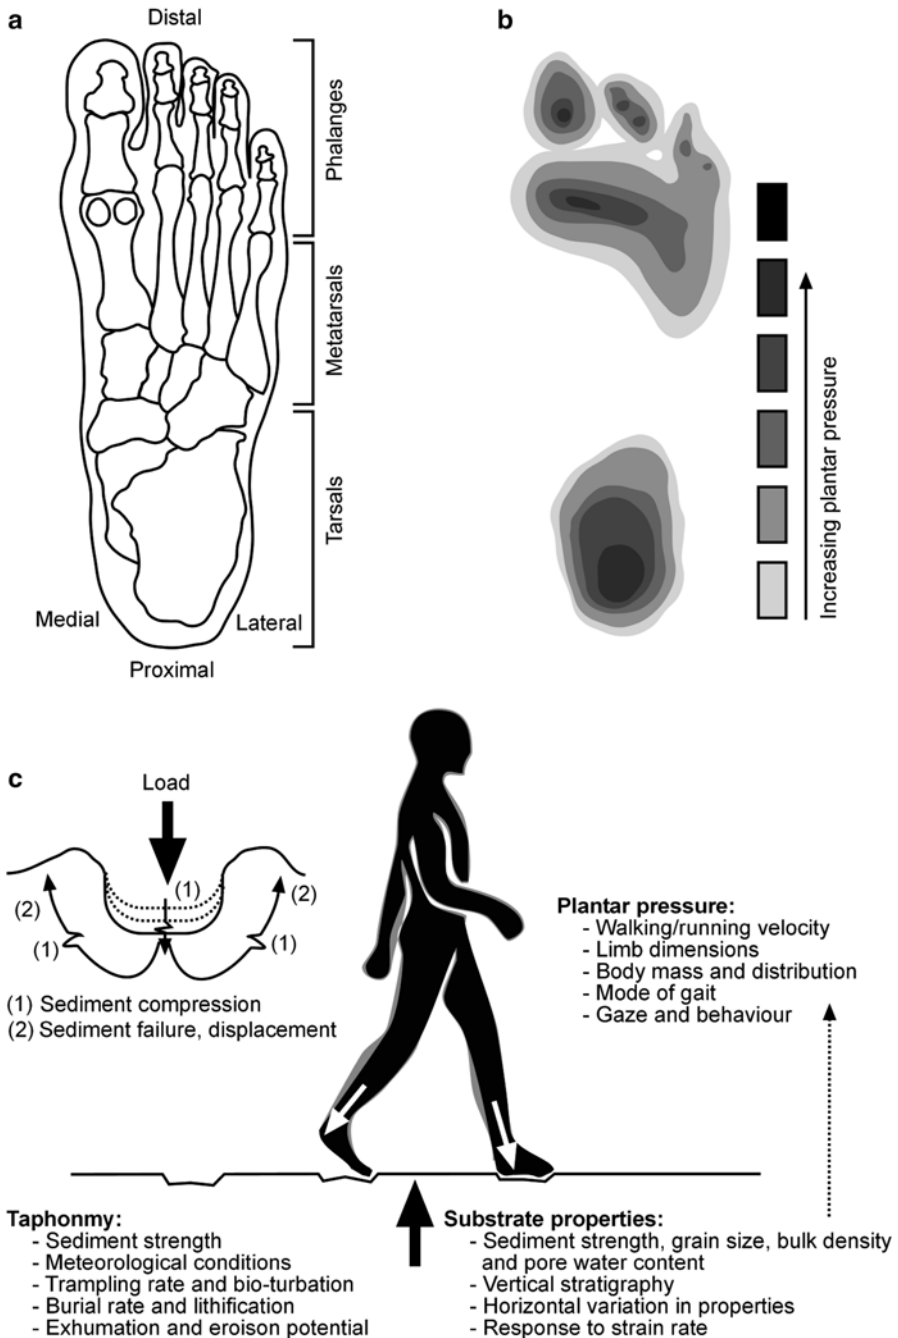 a
Distal
Phalanges
Metatarsals
Tarsals
Medial
Lateral
Proximal
b
Increasing plantar pressure
c
Load
(1)
(2)
(2)
(1)
(1)
(1) Sediment compression
(2) Sediment failure, displacement
Plantar pressure:
- Walking/running velocity
- Limb dimensions
- Body mass and distribution
- Mode of gait
- Gaze and behaviour
Taphonmy:
- Sediment strength
- Meteorological conditions
- Trampling rate and bio-turbation
- Burial rate and lithification
- Exhumation and eroison potential
Substrate properties:
- Sediment strength, grain size, bulk density
and pore water content
- Vertical stratigraphy
- Horizontal variation in properties
- Response to strain rate